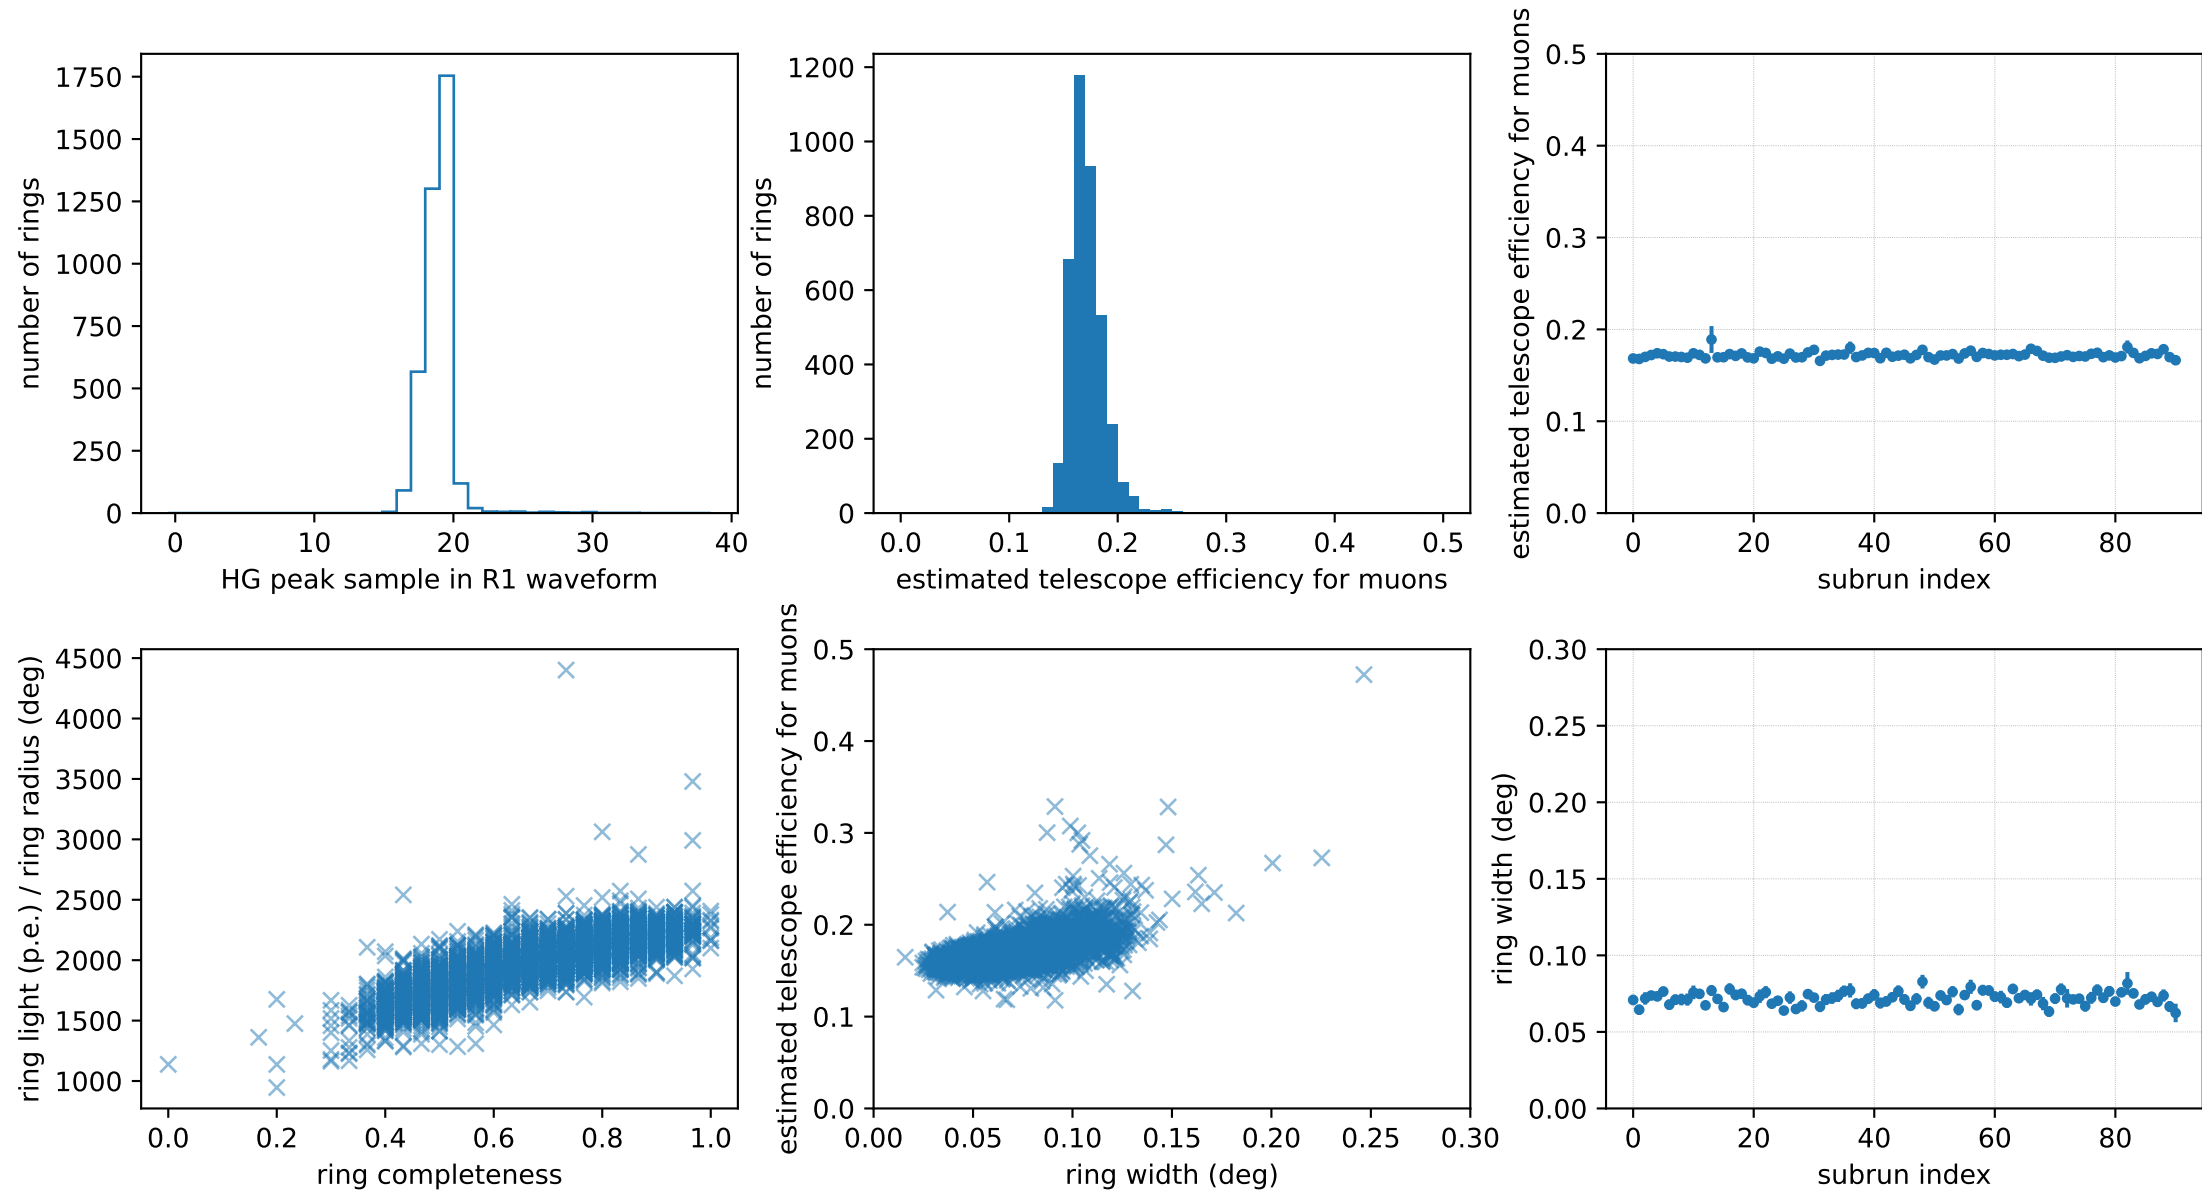 number of rings
1750
1500
1250
1000
750
500
250
0
0 10 20 30 40
HG peak sample in R1 waveform
number of rings
1200
1000
800
600
400
200
0
0.0 0.1 0.2 0.3 0.4 0.5
estimated telescope efficiency for muons
estimated telescope efficiency for muons
0.5
0.4
0.3
0.2
0.1
0.0
0 20 40 60 80
subrun index
ring light (p.e.) / ring radius (deg)
4500
4000
3500
3000
2500
2000
1500
1000
0.0 0.2 0.4 0.6 0.8 1.0
ring completeness
estimated telescope efficiency for muons
0.5
0.4
0.3
0.2
0.1
0.0
0.00 0.05 0.10 0.15 0.20 0.25 0.30
ring width (deg)
ring width (deg)
0.30
0.25
0.20
0.15
0.10
0.05
0.00
0 20 40 60 80
subrun index